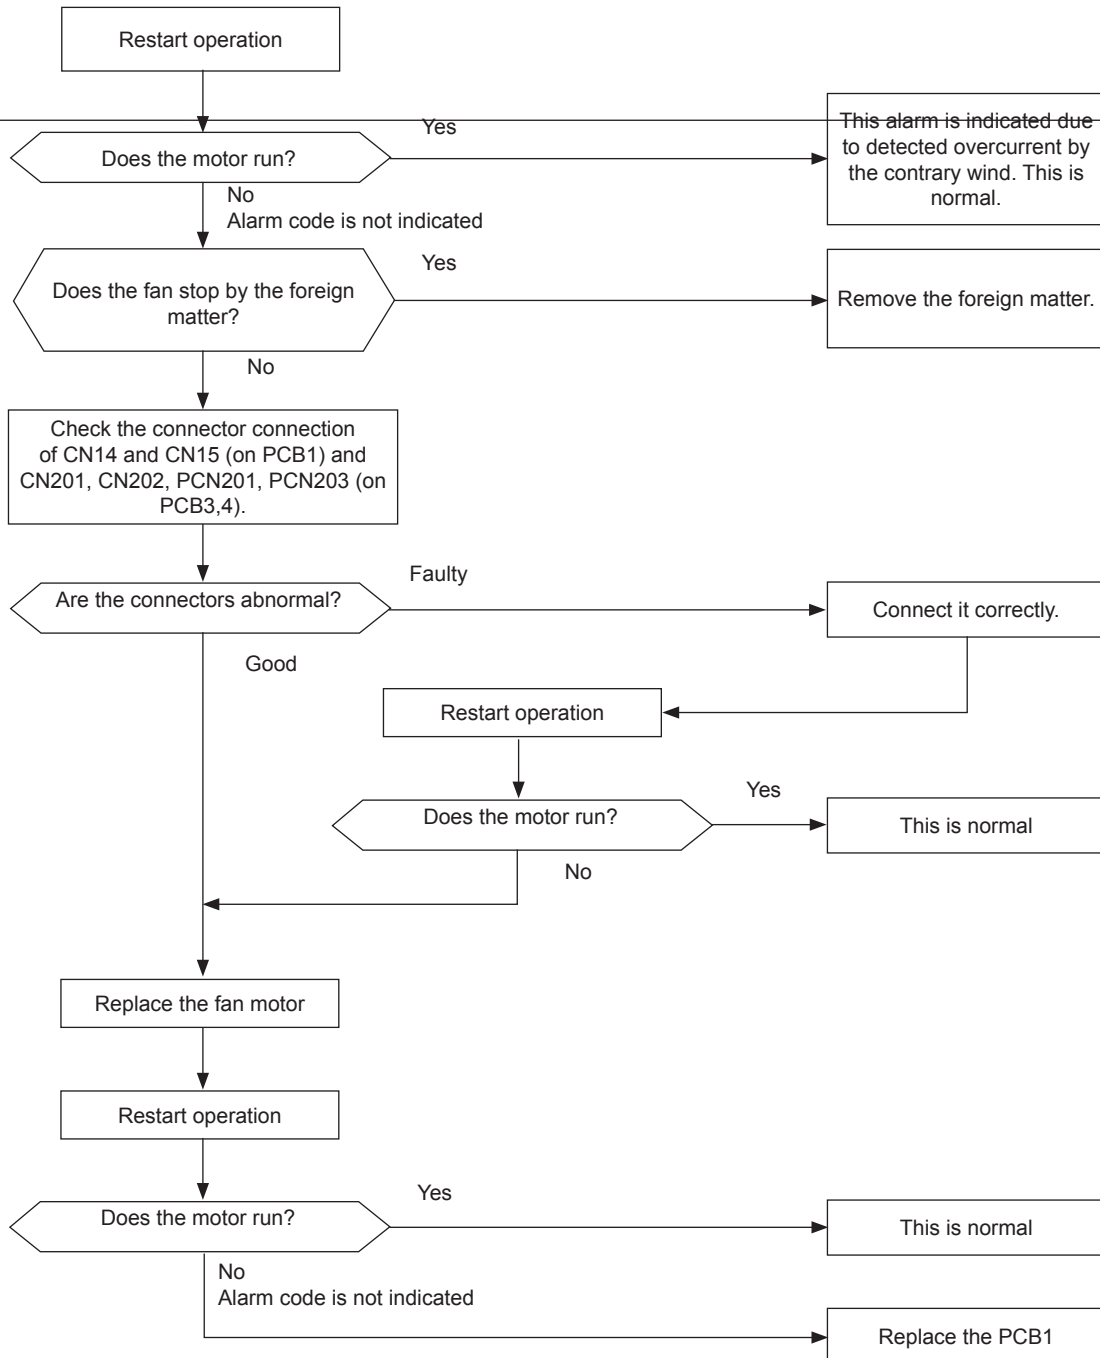 Restart operation
Yes
Does the motor run?
This alarm is indicated due
to detected overcurrent by
the contrary wind. This is
normal.
No
Alarm code is not indicated
Yes
Does the fan stop by the foreign
matter?
Remove the foreign matter.
No
Check the connector connection
of CN14 and CN15 (on PCB1) and
CN201, CN202, PCN201, PCN203 (on
PCB3,4).
Faulty
Are the connectors abnormal?
Connect it correctly.
Good
Restart operation
Yes
Does the motor run?
This is normal
No
Replace the fan motor
Restart operation
Yes
Does the motor run?
This is normal
No
Alarm code is not indicated
Replace the PCB1